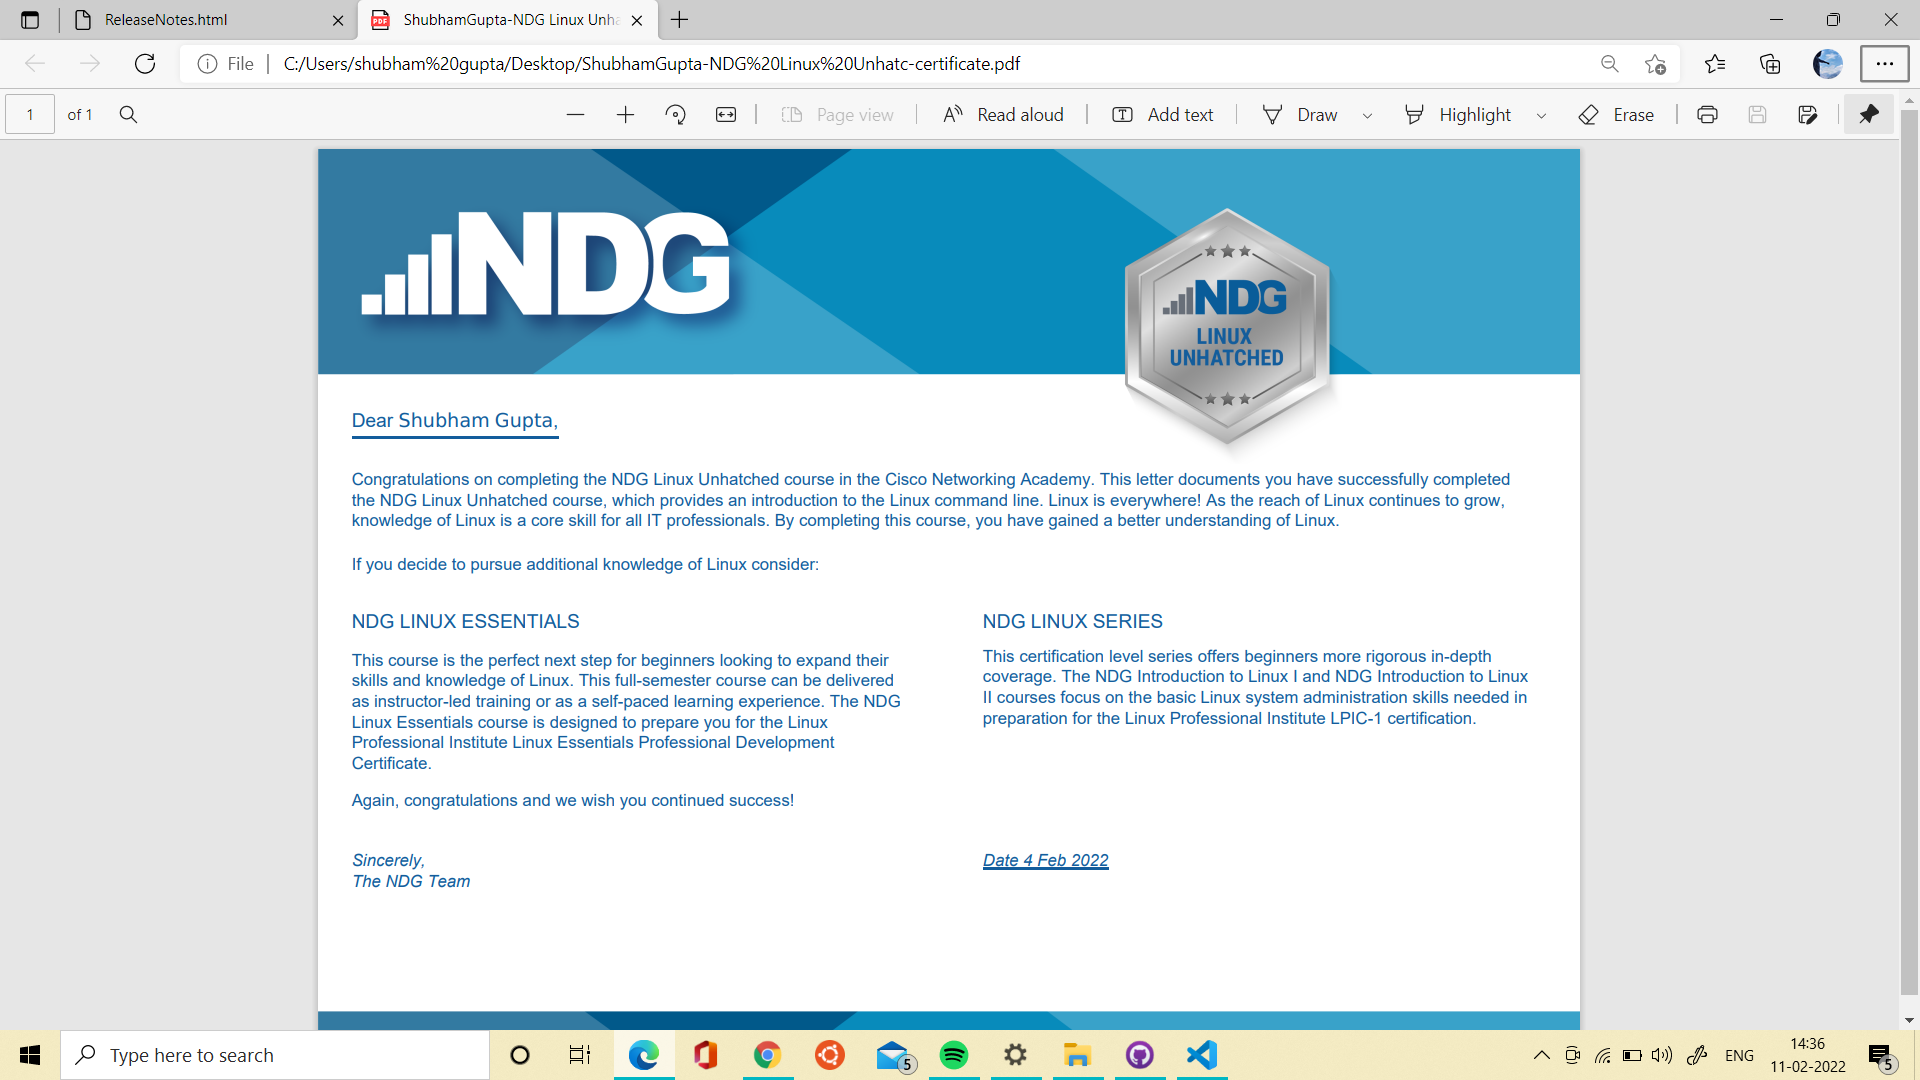 ReleaseNotes.html
ShubhamGupta-NDG Linux Unha
File
C:/Users/shubham%20gupta/Desktop/ShubhamGupta-NDG%20Linux%20Unhatc-certificate.pdf
1 of 1
Page view
Read aloud
Add text
Draw
Highlight
Erase
NDG
NDG
LINUX
UNHATCHED
Dear Shubham Gupta,
Congratulations on completing the NDG Linux Unhatched course in the Cisco Networking Academy. This letter documents you have successfully completed
the NDG Linux Unhatched course, which provides an introduction to the Linux command line. Linux is everywhere! As the reach of Linux continues to grow,
knowledge of Linux is a core skill for all IT professionals. By completing this course, you have gained a better understanding of Linux.
If you decide to pursue additional knowledge of Linux consider:
NDG LINUX ESSENTIALS
This course is the perfect next step for beginners looking to expand their
skills and knowledge of Linux. This full-semester course can be delivered
as instructor-led training or as a self-paced learning experience. The NDG
Linux Essentials course is designed to prepare you for the Linux
Professional Institute Linux Essentials Professional Development
Certificate.
Again, congratulations and we wish you continued success!
Sincerely,
The NDG Team
NDG LINUX SERIES
This certification level series offers beginners more rigorous in-depth
coverage. The NDG Introduction to Linux I and NDG Introduction to Linux
II courses focus on the basic Linux system administration skills needed in
preparation for the Linux Professional Institute LPIC-1 certification.
Date 4 Feb 2022
Type here to search
5
ENG
14:36
11-02-2022
5